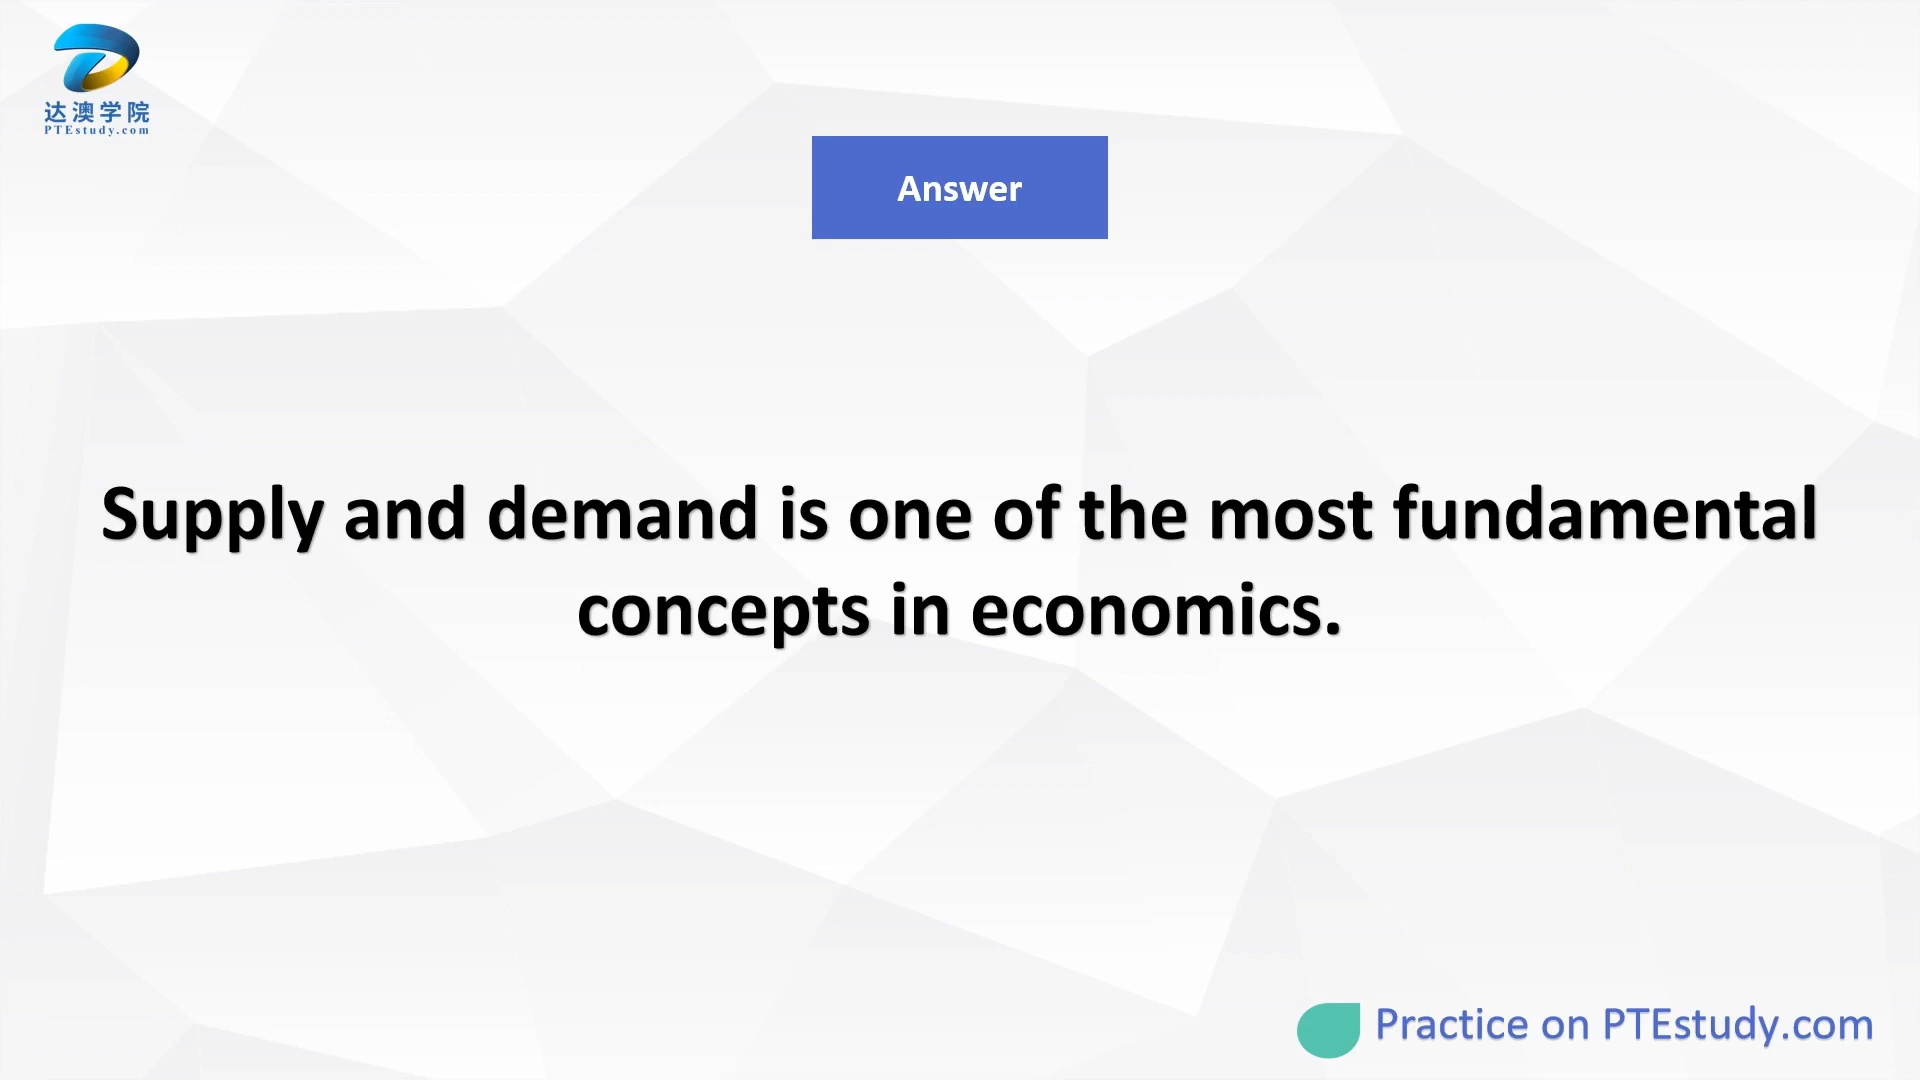 达澳学院
PTEstudy.com
Answer
Supply and demand is one of the most fundamental
concepts in economics.
Practice on PTEstudy.com